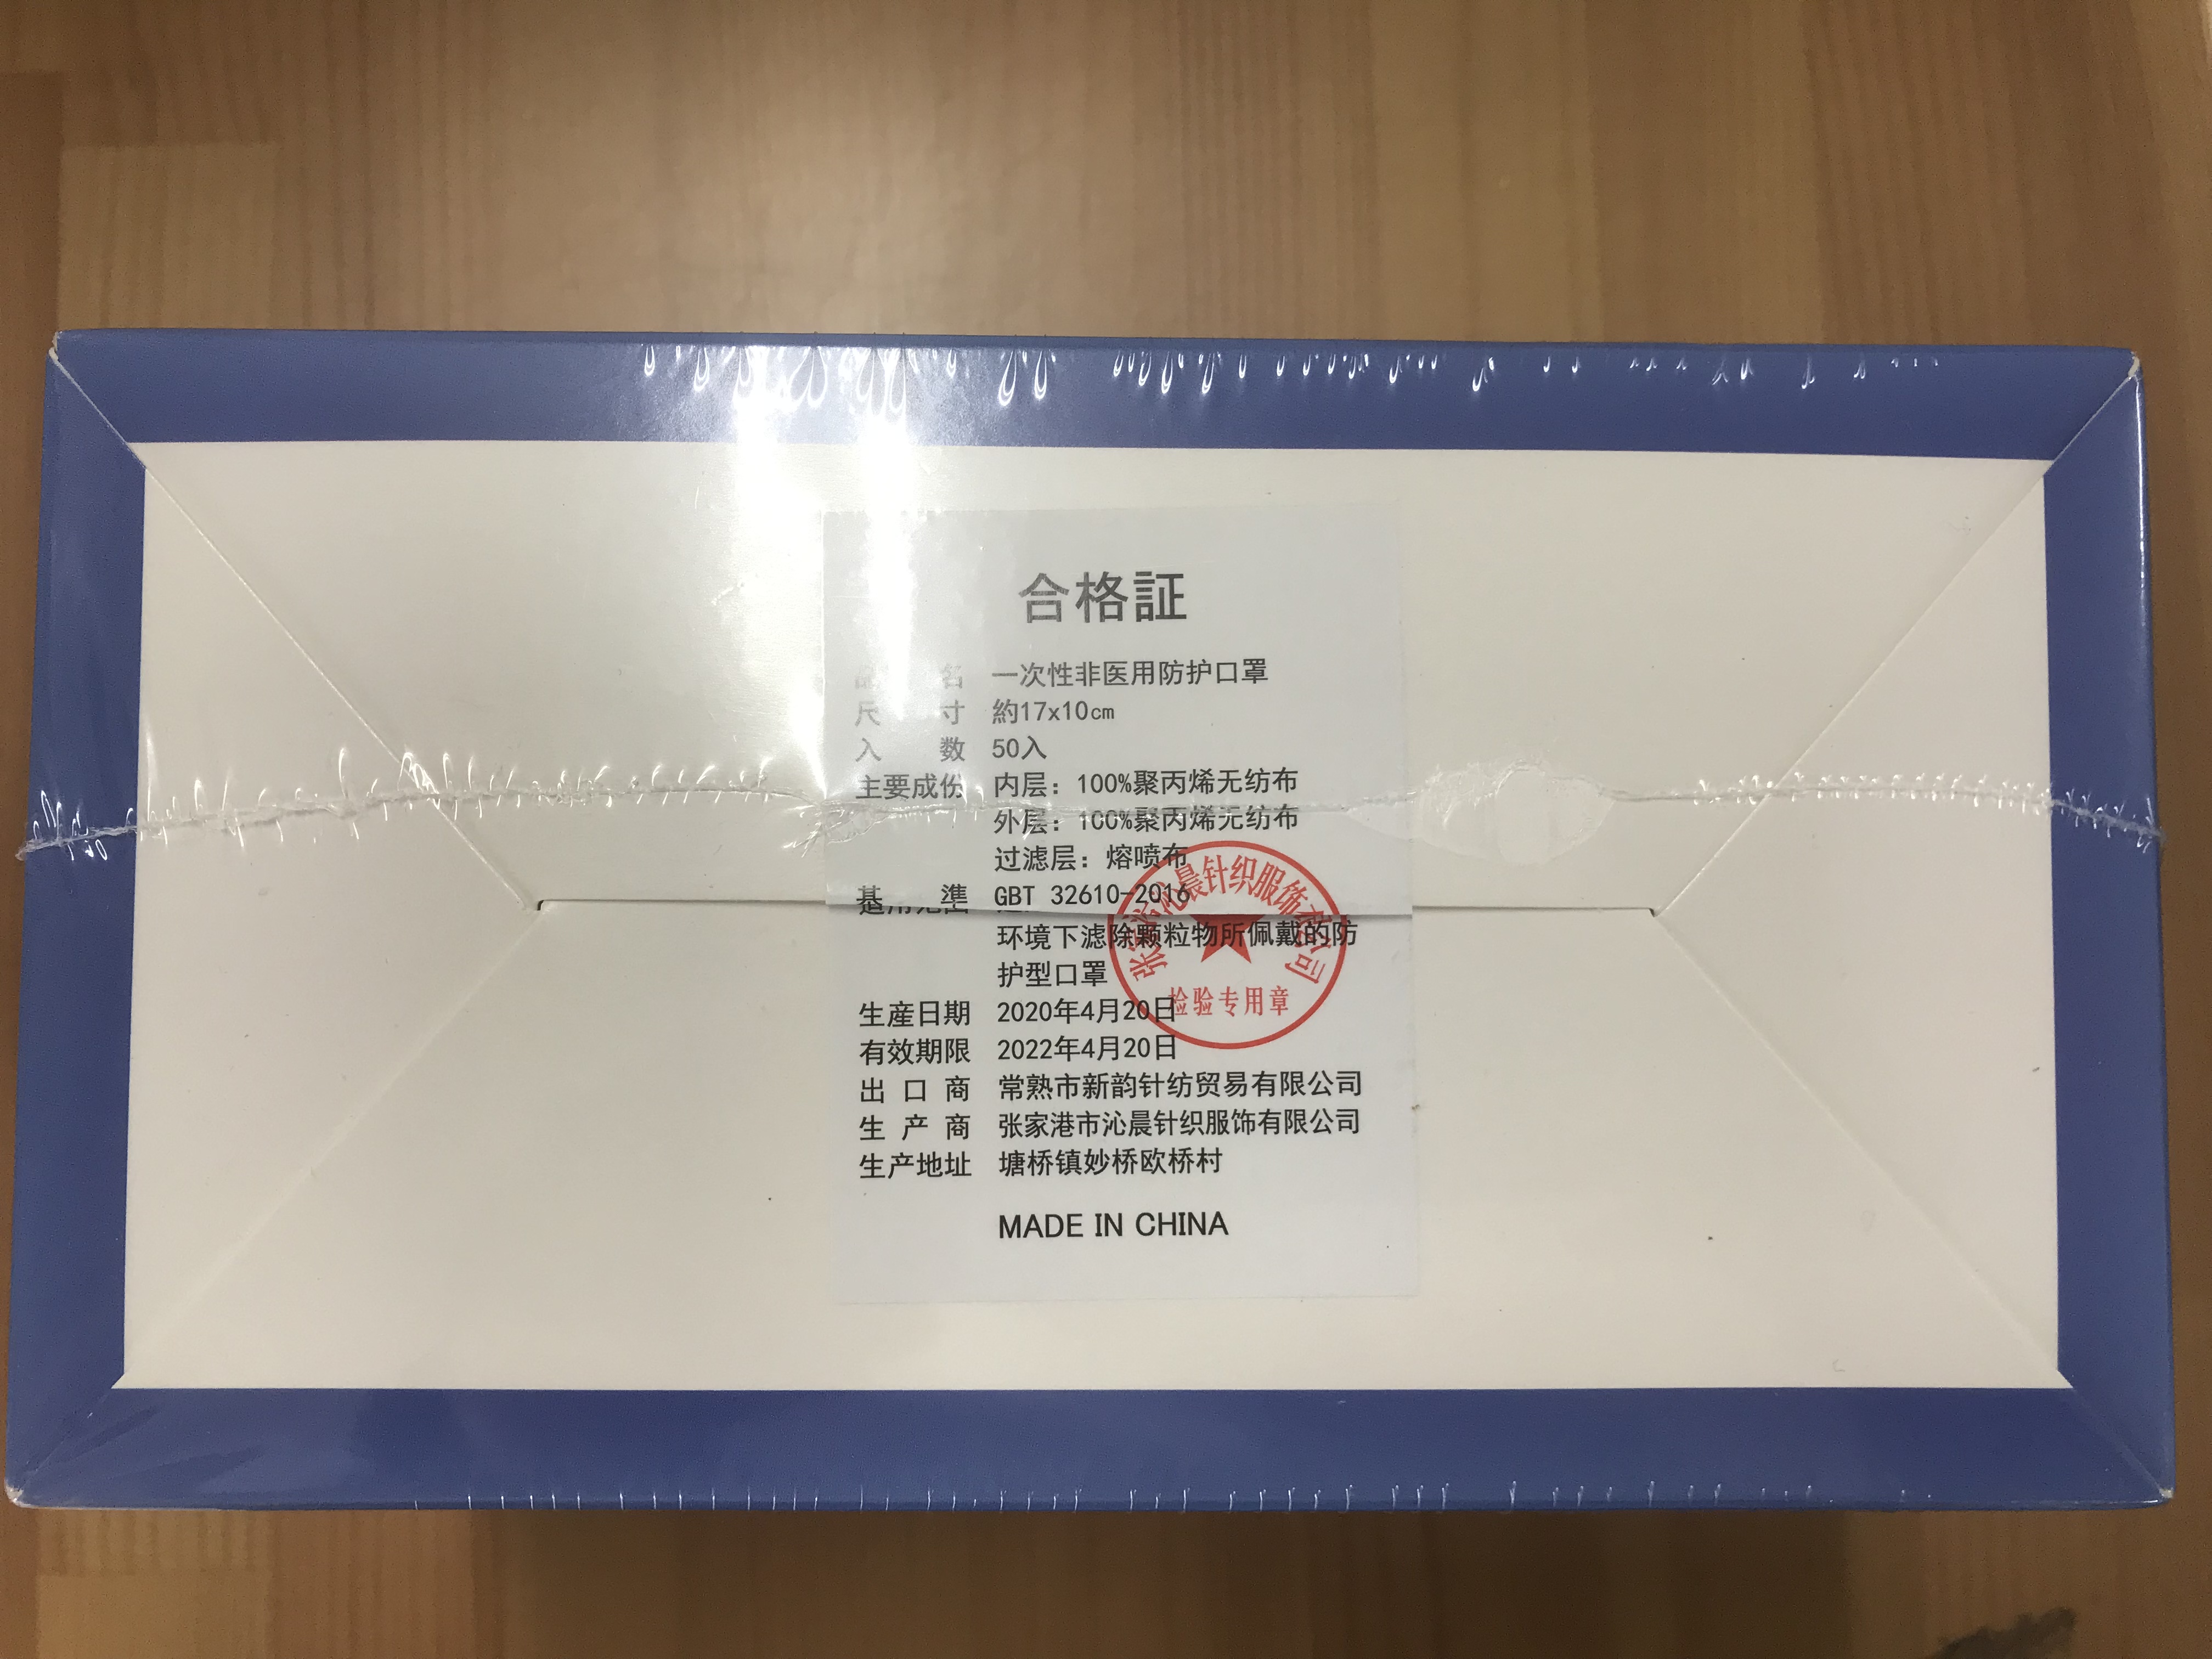 合格証
品 名 一次性非医用防护口罩
尺 寸 約17x10cm
入 数 50入
主要成份 内层：100%聚丙烯无纺布
外层：100%聚丙烯无纺布
过滤层：熔喷布
基 準 GBT 32610-2016
环境下滤除颗粒物所佩戴的防
护型口罩
生産日期 2020年4月20日
有效期限 2022年4月20日
出口商 常熟市新韵针纺贸易有限公司
生产商 张家港市沁晨针织服饰有限公司
生产地址 塘桥镇妙桥欧桥村
MADE IN CHINA
检验专用章